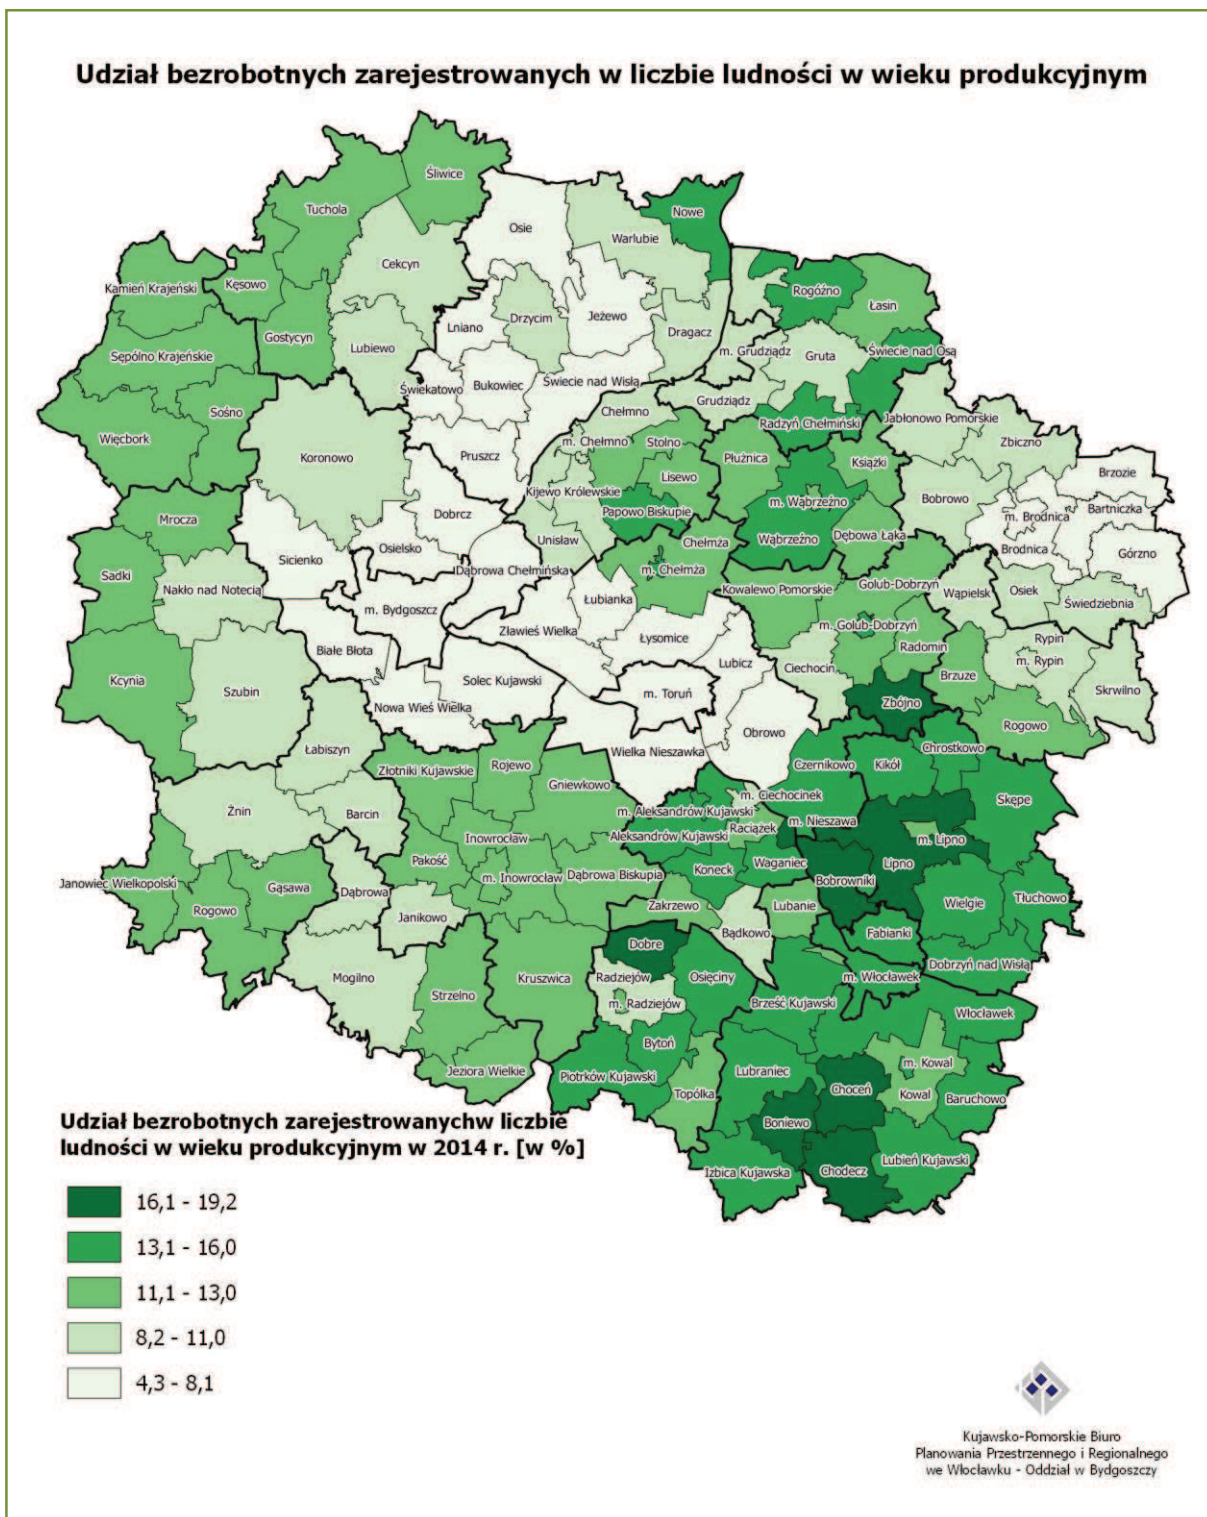 Udział bezrobotnych zarejestrowanych w liczbie ludności w wieku produkcyjnym
Śliwice
Tuchola
Nowe
Osie
Warlubie
Cekcyn
Kęsowo
Kamień Krajeński
Rogóźno
Łasin
Lniano
Drzycim
Jeżewo
Dragacz
Gostycyn
Lubiewo
Sępólno Krajeńskie
m. Grudziądz
Gruta
Świecie nad Osą
Świekatowo
Bukowiec
Świecie nad Wisłą
Grudziądz
Sośno
Chełmno
Radzyń Chełmiński
Jabłonowo Pomorskie
Więcbork
m. Chełmno
Stolno
Zbiczno
Koronowo
Pruszcz
Płużnica
Książki
Brzozie
Lisewo
Kijewo Królewskie
m. Wąbrzeźno
Bobrowo
Bartniczka
Papowo Biskupie
m. Brodnica
Mrocza
Dobrcz
Wąbrzeźno
Dębowa Łąka
Unisław
Chełmża
Osielsko
Brodnica
Górzno
Sicienko
Dąbrowa Chełmińska
m. Chełmża
Sadki
Golub-Dobrzyń
Nakło nad Notecią
Kowalewo Pomorskie
Wąpielsk
Osiek
Świedziebnia
m. Bydgoszcz
Łubianka
m. Golub-Dobrzyń
Zławieś Wielka
Łysomice
Rypin
Białe Błota
Radomin
m. Rypin
Lubicz
Ciechocin
Kcynia
Solec Kujawski
Brzuze
Szubin
m. Toruń
Skrwilno
Nowa Wieś Wielka
Zbójno
Rogowo
Obrowo
Łabiszyn
Wielka Nieszawka
Chrostkowo
Rojewo
Czernikowo
Kikół
Złotniki Kujawskie
Gniewkowo
m. Ciechocinek
Skępe
Żnin
Barcin
m. Aleksandrów Kujawski
Raciążek
m. Nieszawa
Inowrocław
Aleksandrów Kujawski
m. Lipno
Pakość
Koneck
Waganiec
Lipno
m. Inowrocław
Dąbrowa Biskupia
Janowiec Wielkopolski
Gąsawa
Dąbrowa
Bobrowniki
Wielgie
Tłuchowo
Rogowo
Janikowo
Zakrzewo
Lubanie
Bądkowo
Fabianki
Dobre
Dobrzyń nad Wisłą
Mogilno
Kruszwica
Radziejów
Osięciny
m. Włocławek
Strzelno
m. Radziejów
Brześć Kujawski
Włocławek
Bytoń
m. Kowal
Jeziora Wielkie
Piotrków Kujawski
Lubraniec
Topólka
Choceń
Kowal
Baruchowo
Boniewo
Lubień Kujawski
Izbica Kujawska
Chodecz
Udział bezrobotnych zarejestrowanychw liczbie
ludności w wieku produkcyjnym w 2014 r. [w %]
16,1 - 19,2
13,1 - 16,0
11,1 - 13,0
8,2 - 11,0
4,3 - 8,1
Kujawsko-Pomorskie Biuro
Planowania Przestrzennego i Regionalnego
we Włocławku - Oddział w Bydgoszczy